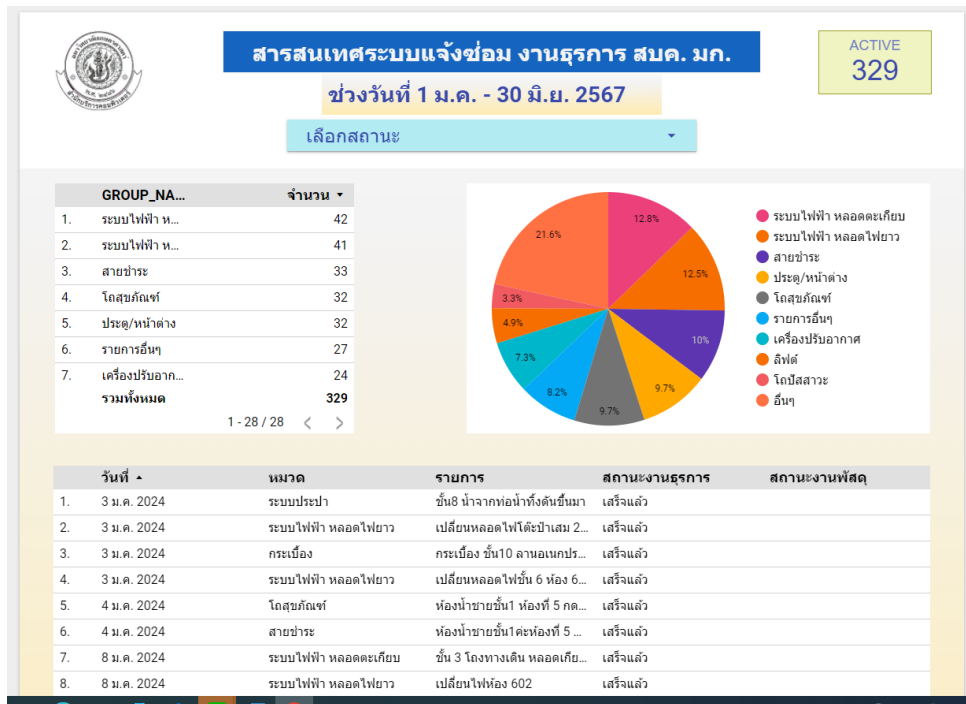 สารสนเทศระบบแจ้งซ่อม งานธุรการ สบค. มก.
ACTIVE
329
ช่วงวันที่ 1 ม.ค. - 30 มิ.ย. 2567
เลือกสถานะ
GROUP_NA... จำนวน
1. ระบบไฟฟ้า ห... 42
2. ระบบไฟฟ้า ห... 41
3. สายชำระ 33
4. โถสุขภัณฑ์ 32
5. ประตู/หน้าต่าง 32
6. รายการอื่นๆ 27
7. เครื่องปรับอาก... 24
รวมทั้งหมด 329
1 - 28 / 28
12.8%
12.5%
10%
9.7%
9.7%
8.2%
7.3%
4.9%
3.3%
21.6%
ระบบไฟฟ้า หลอดตะเกียบ
ระบบไฟฟ้า หลอดไฟยาว
สายชำระ
ประตู/หน้าต่าง
โถสุขภัณฑ์
รายการอื่นๆ
เครื่องปรับอากาศ
ลิฟต์
โถปัสสาวะ
อื่นๆ
วันที่ หมวด รายการ สถานะงานธุรการ สถานะงานพัสดุ
1. 3 ม.ค. 2024 ระบบประปา ชั้น8 น้ำจากท่อน้ำทิ้งดันขึ้นมา เสร็จแล้ว
2. 3 ม.ค. 2024 ระบบไฟฟ้า หลอดไฟยาว เปลี่ยนหลอดไฟโต๊ะป้าเสม 2... เสร็จแล้ว
3. 3 ม.ค. 2024 กระเบื้อง กระเบื้อง ชั้น10 ลานอเนกปร... เสร็จแล้ว
4. 3 ม.ค. 2024 ระบบไฟฟ้า หลอดไฟยาว เปลี่ยนหลอดไฟชั้น 6 ห้อง 6... เสร็จแล้ว
5. 4 ม.ค. 2024 โถสุขภัณฑ์ ห้องน้ำชายชั้น1 ห้องที่ 5 กด... เสร็จแล้ว
6. 4 ม.ค. 2024 สายชำระ ห้องน้ำชายชั้น1ค่ะห้องที่ 5 ... เสร็จแล้ว
7. 8 ม.ค. 2024 ระบบไฟฟ้า หลอดตะเกียบ ชั้น 3 โถงทางเดิน หลอดเกีย... เสร็จแล้ว
8. 8 ม.ค. 2024 ระบบไฟฟ้า หลอดไฟยาว เปลี่ยนไฟห้อง 602 เสร็จแล้ว